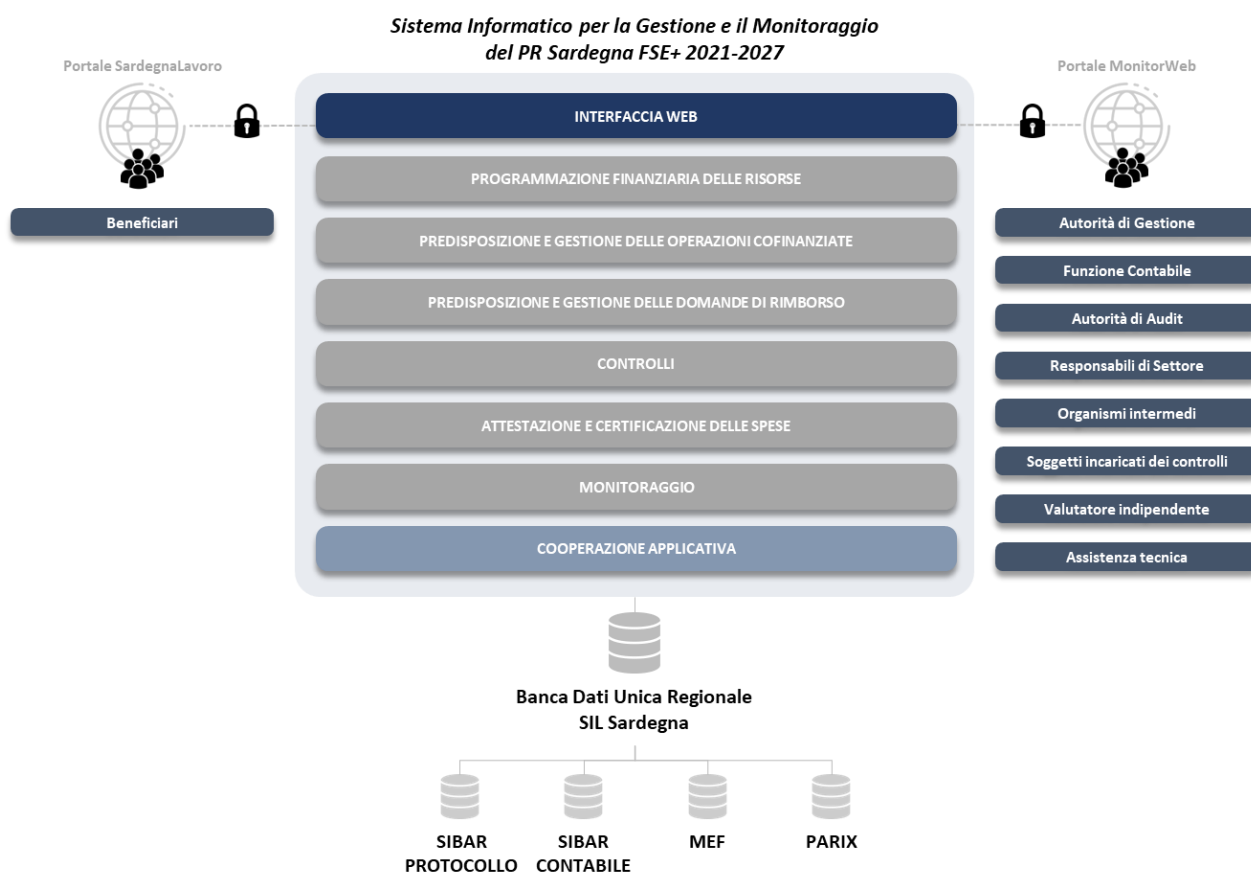 Sistema Informatico per la Gestione e il Monitoraggio
del PR Sardegna FSE+ 2021-2027
Portale SardegnaLavoro
Portale MonitorWeb
INTERFACCIA WEB
PROGRAMMAZIONE FINANZIARIA DELLE RISORSE
PREDISPOSIZIONE E GESTIONE DELLE OPERAZIONI COFINANZIATE
PREDISPOSIZIONE E GESTIONE DELLE DOMANDE DI RIMBORSO
CONTROLLI
ATTESTAZIONE E CERTIFICAZIONE DELLE SPESE
MONITORAGGIO
COOPERAZIONE APPLICATIVA
Beneficiari
Autorità di Gestione
Funzione Contabile
Autorità di Audit
Responsabili di Settore
Organismi intermedi
Soggetti incaricati dei controlli
Valutatore indipendente
Assistenza tecnica
Banca Dati Unica Regionale
SIL Sardegna
SIBAR
PROTOCOLLO
SIBAR
CONTABILE
MEF
PARIX